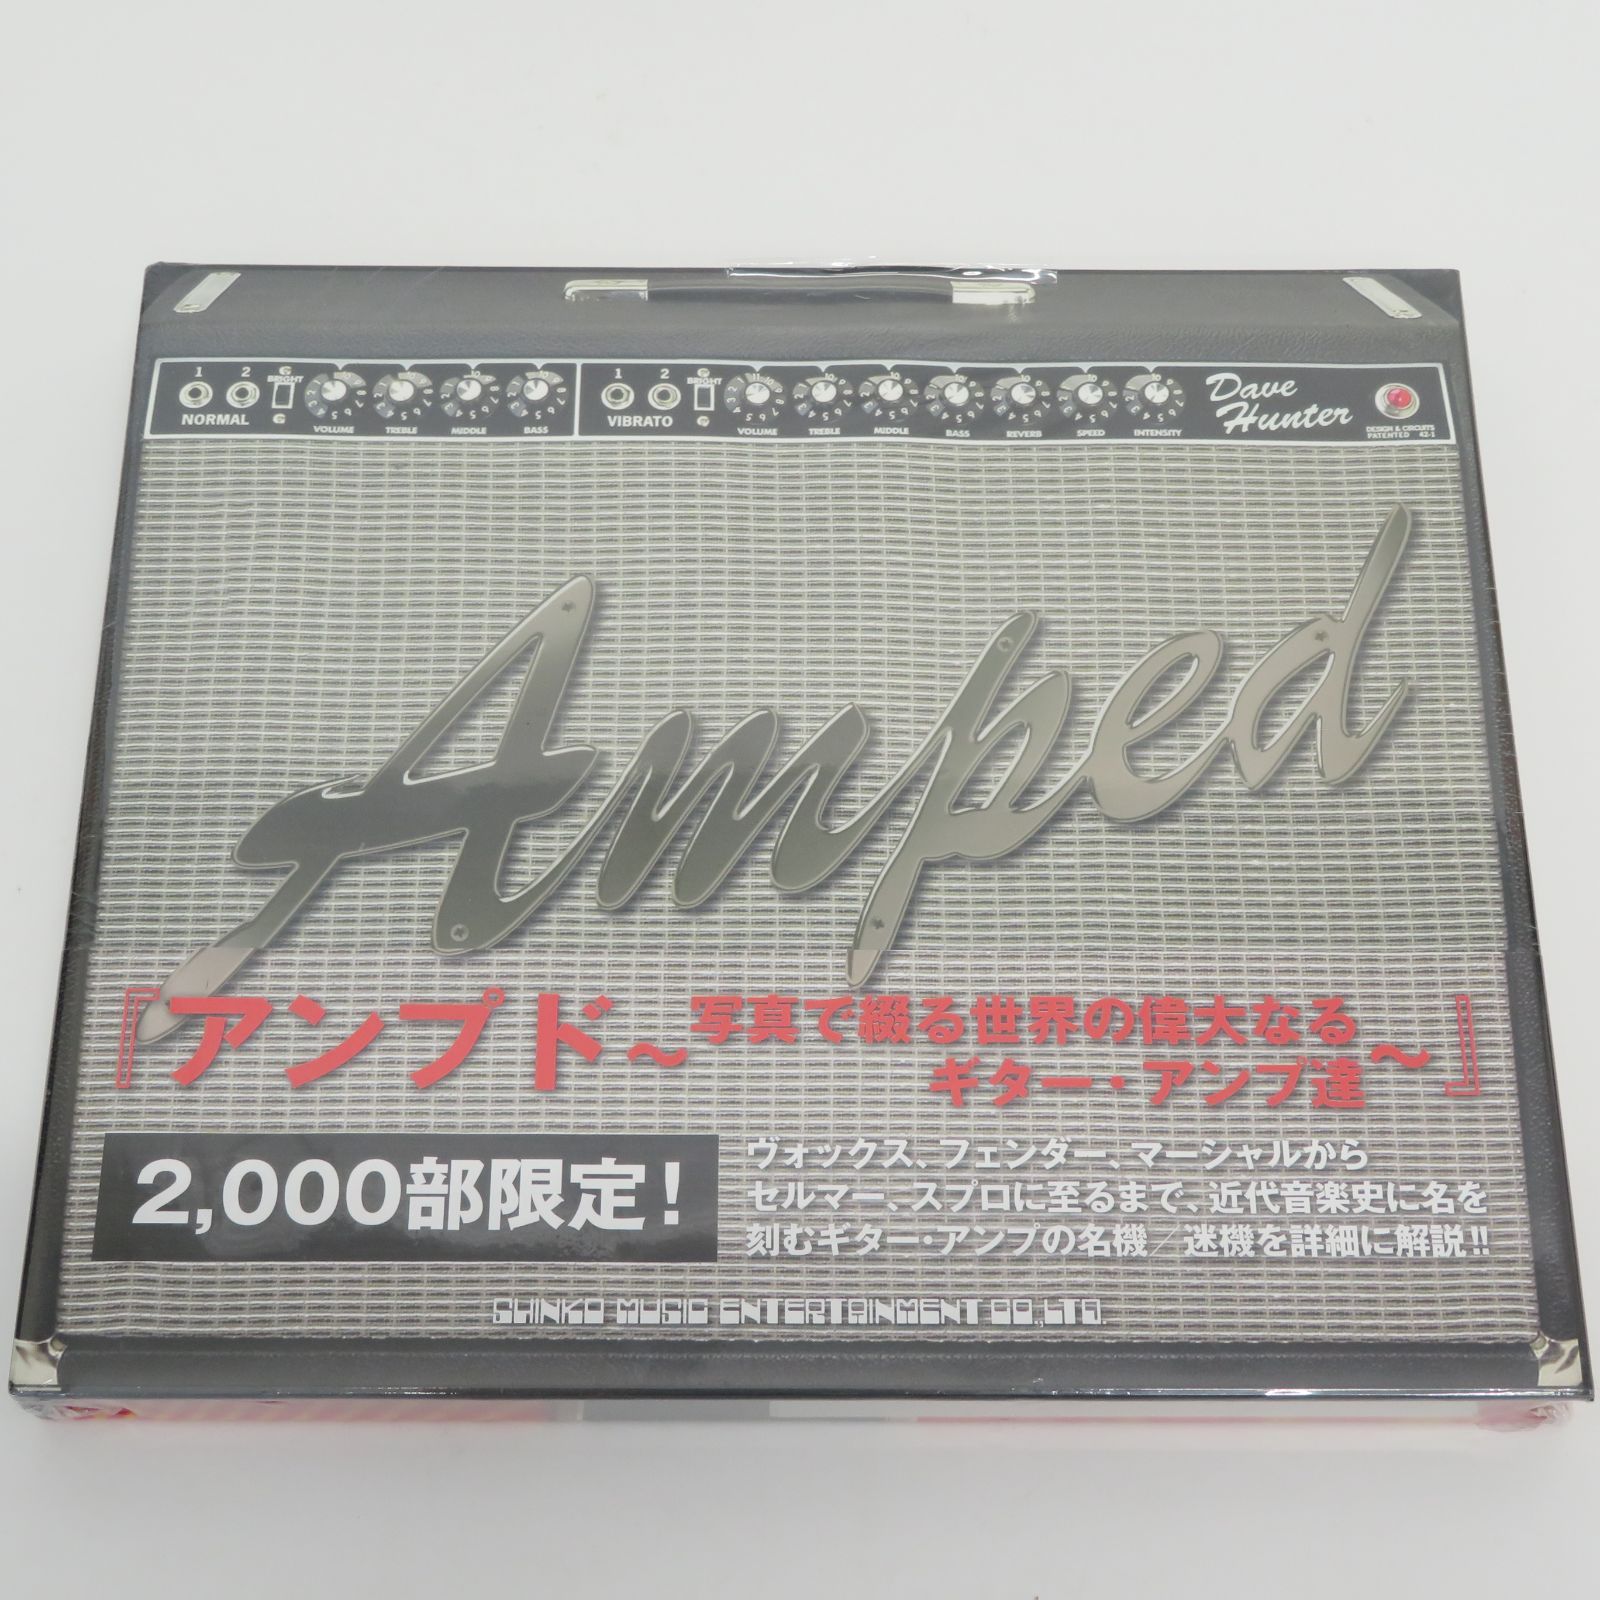 1 2 BRIGHT
NORMAL VOLUME TREBLE MIDDLE BASS
1 2 BRIGHT
VIBRATO VOLUME TREBLE MIDDLE BASS REVERB SPEED INTENSITY
Dave
Hunter
DESIGN & CIRCUITS
PATENTED 42-1
Amped
『アンプド～写真で綴る世界の偉大なる
ギター・アンプ達～』
2,000部限定！
ヴォックス、フェンダー、マーシャルから
セルマー、スプロに至るまで、近代音楽史に名を
刻むギター・アンプの名機／迷機を詳細に解説!!
SHINKO MUSIC ENTERTAINMENT CO.,LTD.